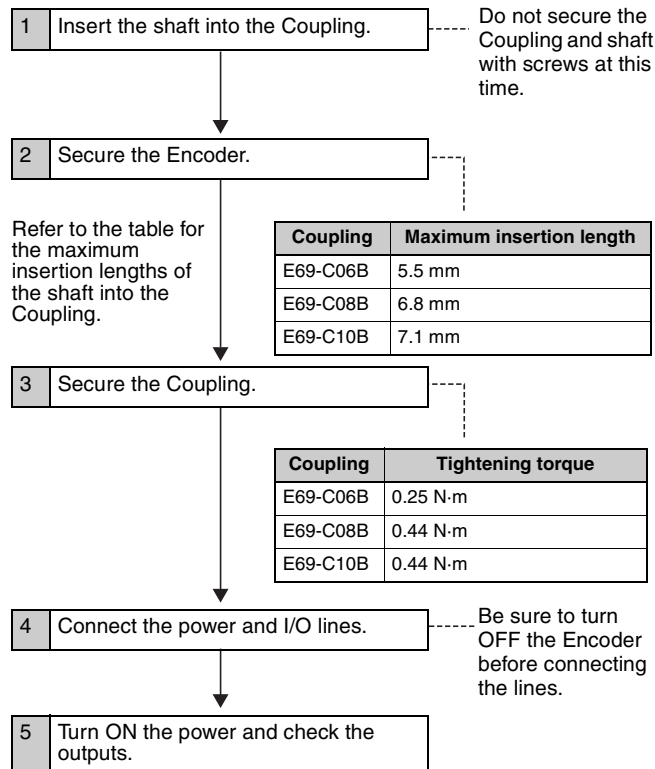 1 Insert the shaft into the Coupling.
Do not secure the
Coupling and shaft
with screws at this
time.
2 Secure the Encoder.
Refer to the table for
the maximum
insertion lengths of
the shaft into the
Coupling.
Coupling Maximum insertion length
E69-C06B 5.5 mm
E69-C08B 6.8 mm
E69-C10B 7.1 mm
3 Secure the Coupling.
Coupling Tightening torque
E69-C06B 0.25 N·m
E69-C08B 0.44 N·m
E69-C10B 0.44 N·m
4 Connect the power and I/O lines.
Be sure to turn
OFF the Encoder
before connecting
the lines.
5 Turn ON the power and check the
outputs.